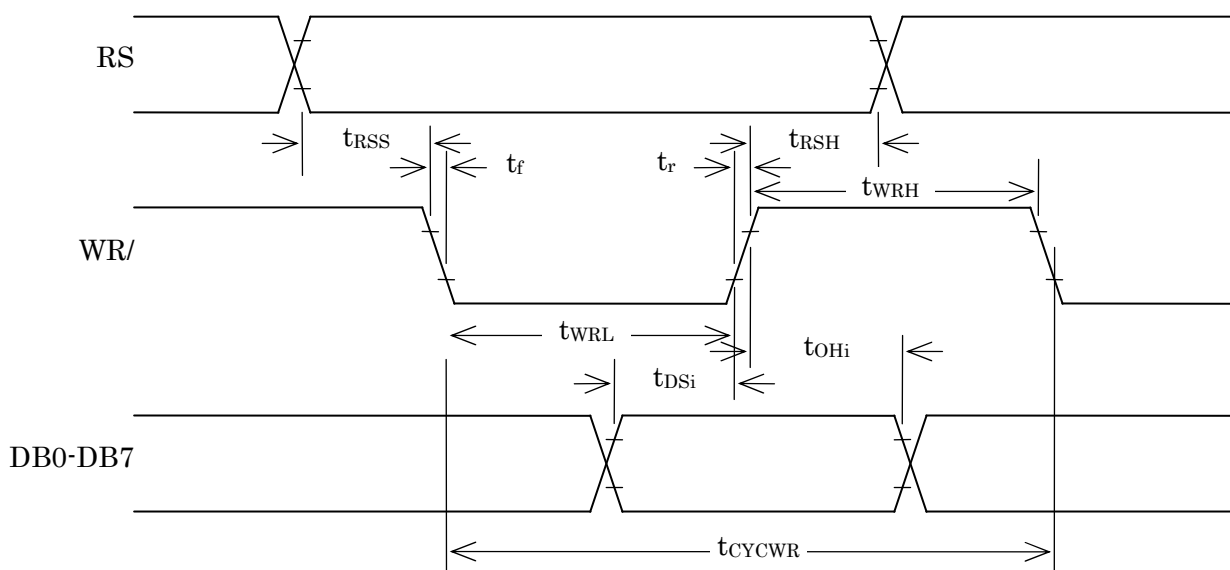 RS
tRSS
tRSH
tf
tr
tWRH
WR/
tWRL
tOHi
tDSi
DB0-DB7
tCYCWR